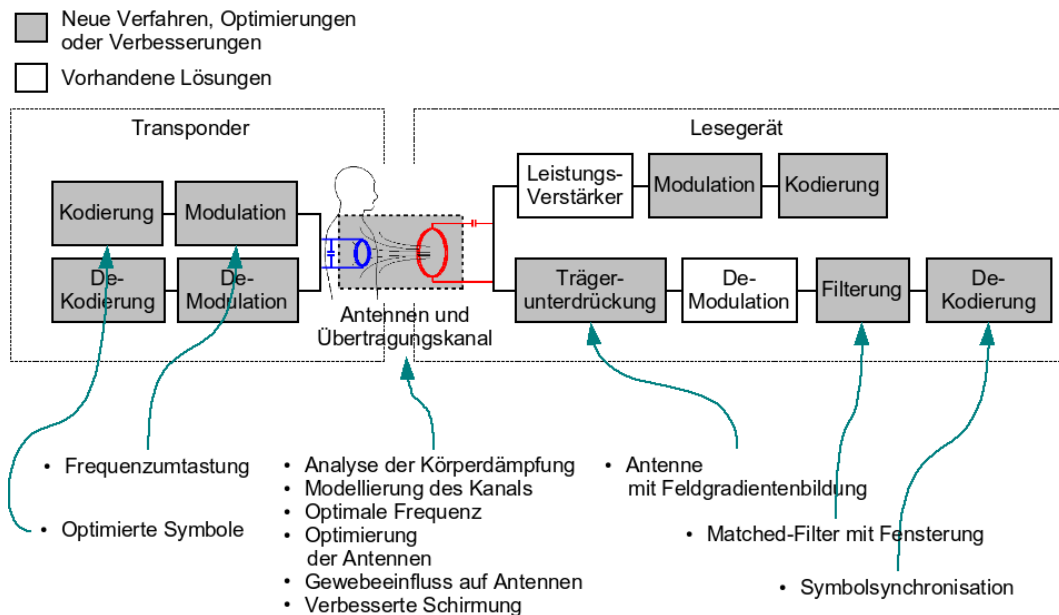 Neue Verfahren, Optimierungen
oder Verbesserungen
Vorhandene Lösungen
Transponder
Kodierung
Modulation
De-
Kodierung
De-
Modulation
Antennen und
Übertragungskanal
Lesegerät
Leistungs-
Verstärker
Modulation
Kodierung
Träger-
unterdrückung
De-
Modulation
Filterung
De-
Kodierung
• Frequenzumtastung
• Optimierte Symbole
• Analyse der Körperdämpfung
• Modellierung des Kanals
• Optimale Frequenz
• Optimierung
der Antennen
• Gewebeeinfluss auf Antennen
• Verbesserte Schirmung
• Antenne
mit Feldgradientenbildung
• Matched-Filter mit Fensterung
• Symbolsynchronisation